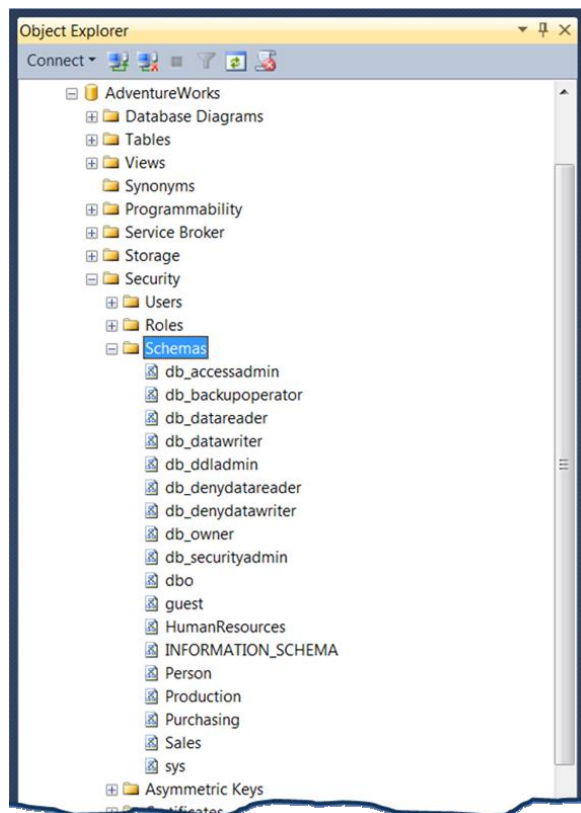 Object Explorer
Connect
AdventureWorks
Database Diagrams
Tables
Views
Synonyms
Programmability
Service Broker
Storage
Security
Users
Roles
Schemas
db_accessadmin
db_backupoperator
db_datareader
db_datawriter
db_ddladmin
db_denydatareader
db_denydatawriter
db_owner
db_securityadmin
dbo
guest
HumanResources
INFORMATION_SCHEMA
Person
Production
Purchasing
Sales
sys
Asymmetric Keys